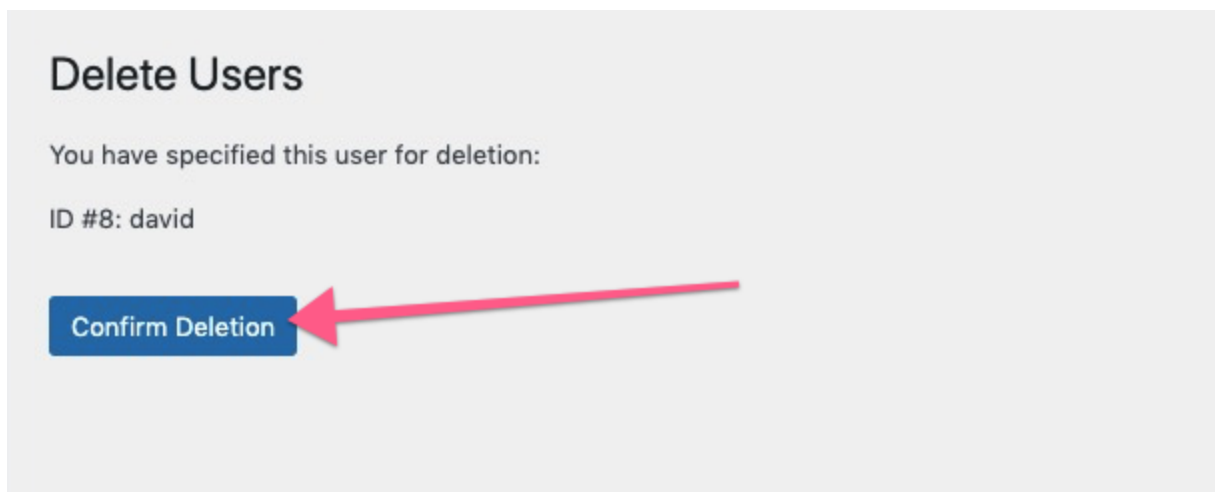 Delete Users
You have specified this user for deletion:
ID #8: david
Confirm Deletion